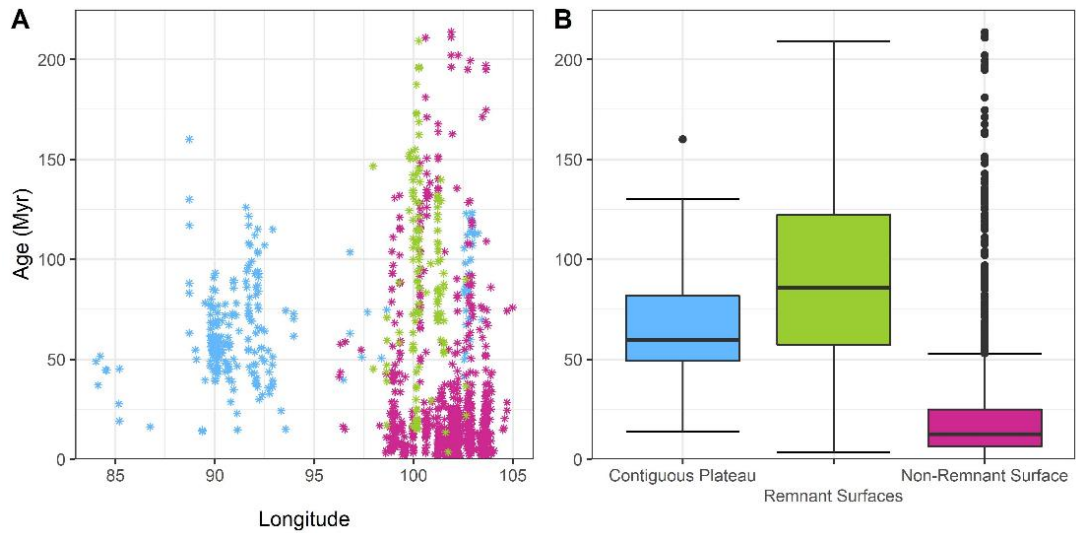 A
B
Age (Myr)
200
150
100
50
0
85
90
95
100
105
Longitude
200
150
100
50
0
Contiguous Plateau
Remnant Surfaces
Non-Remnant Surface